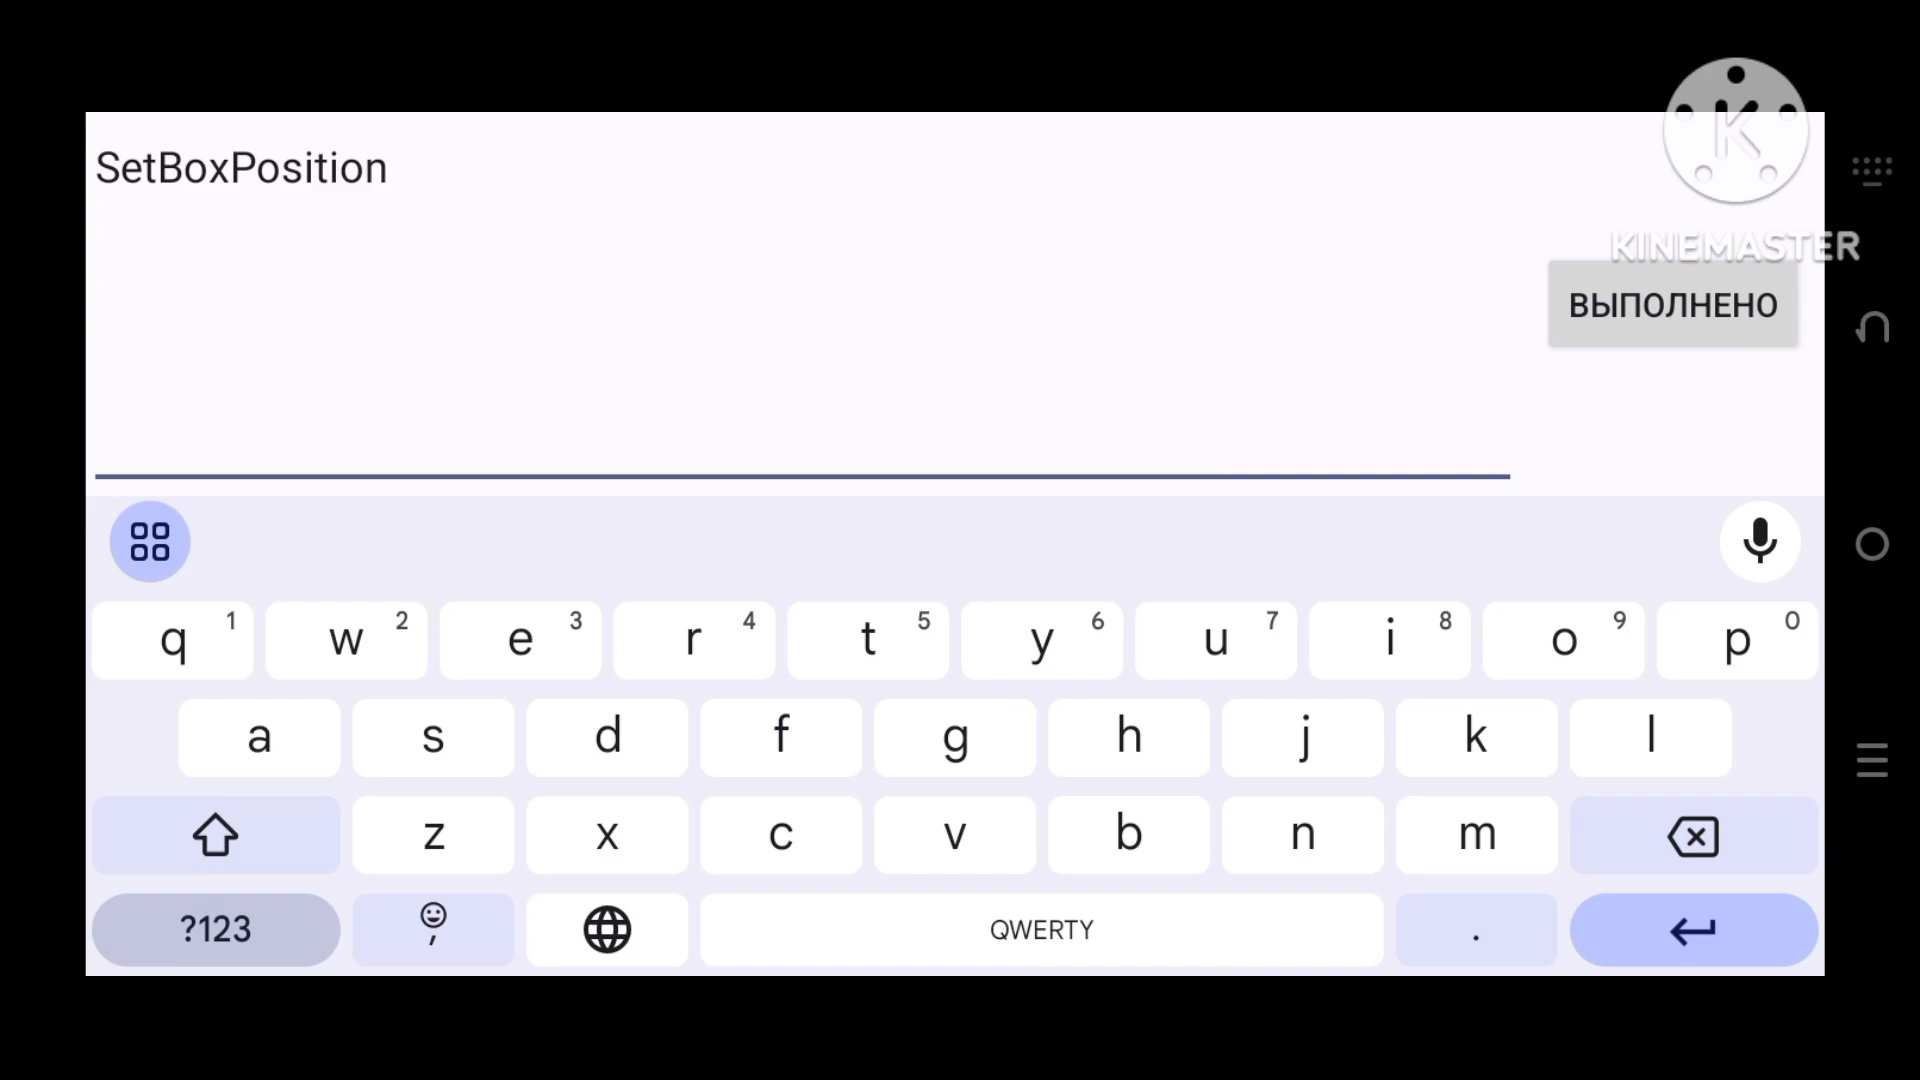 SetBoxPosition
K
KINEMASTER
ВЫПОЛНЕНО
q 1 w 2 e 3 r 4 t 5 y 6 u 7 i 8 o 9 p 0
a s d f g h j k l
z x c v b n m
?123 , QWERTY .